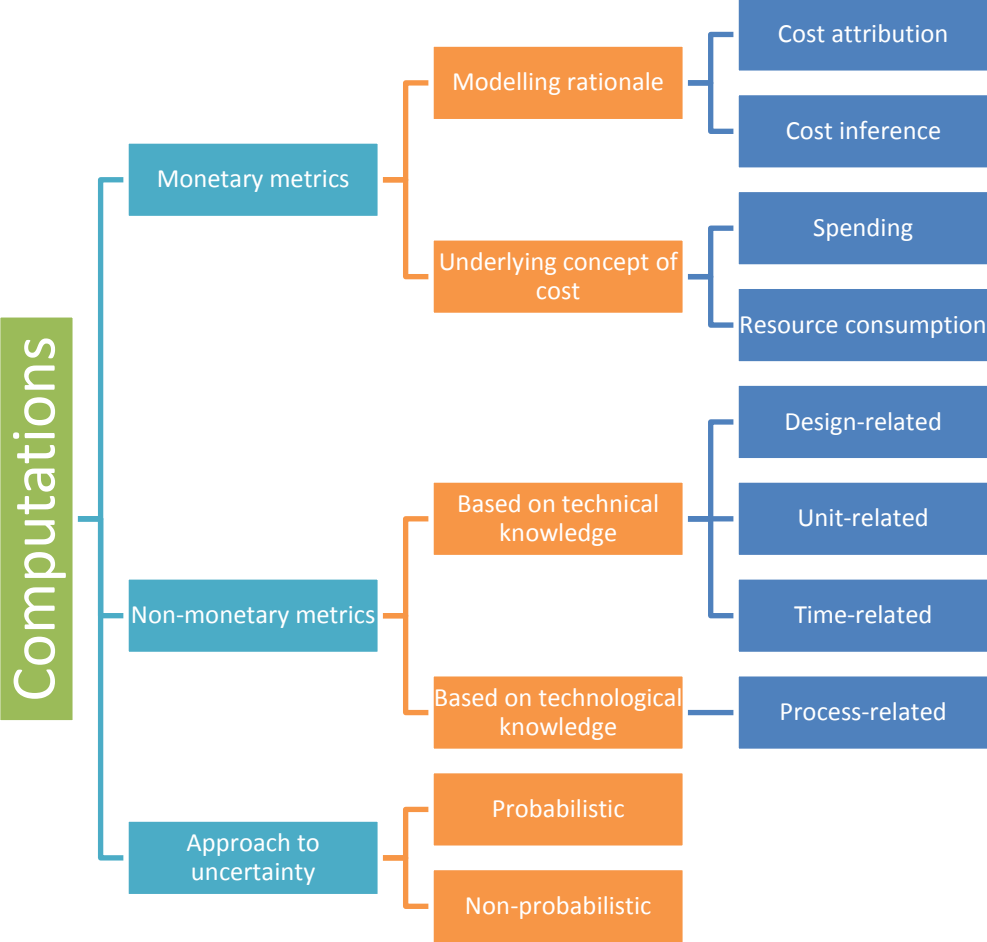 Computations
Monetary metrics
Modelling rationale
Cost attribution
Cost inference
Underlying concept of
cost
Spending
Resource consumption
Non-monetary metrics
Based on technical
knowledge
Design-related
Unit-related
Time-related
Based on technological
knowledge
Process-related
Approach to
uncertainty
Probabilistic
Non-probabilistic